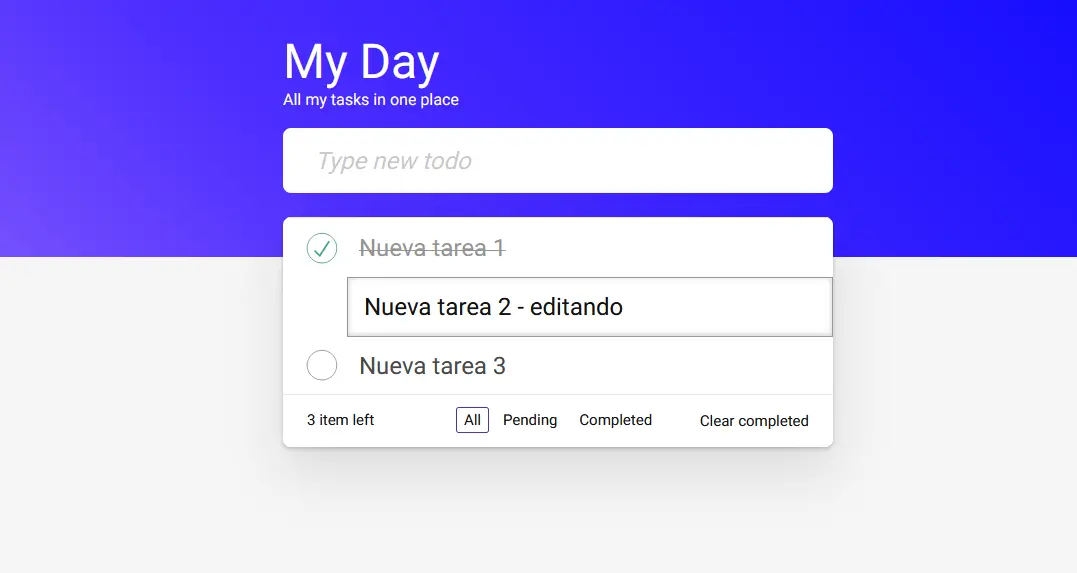 My Day
All my tasks in one place
Type new todo
Nueva tarea 1
Nueva tarea 2 - editando
Nueva tarea 3
3 item left All Pending Completed Clear completed